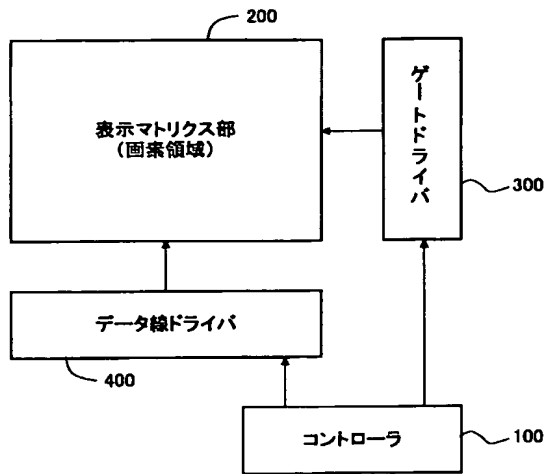 200
表示マトリクス部
(画素領域)
ゲートドライバ
300
データ線ドライバ
400
コントローラ
100